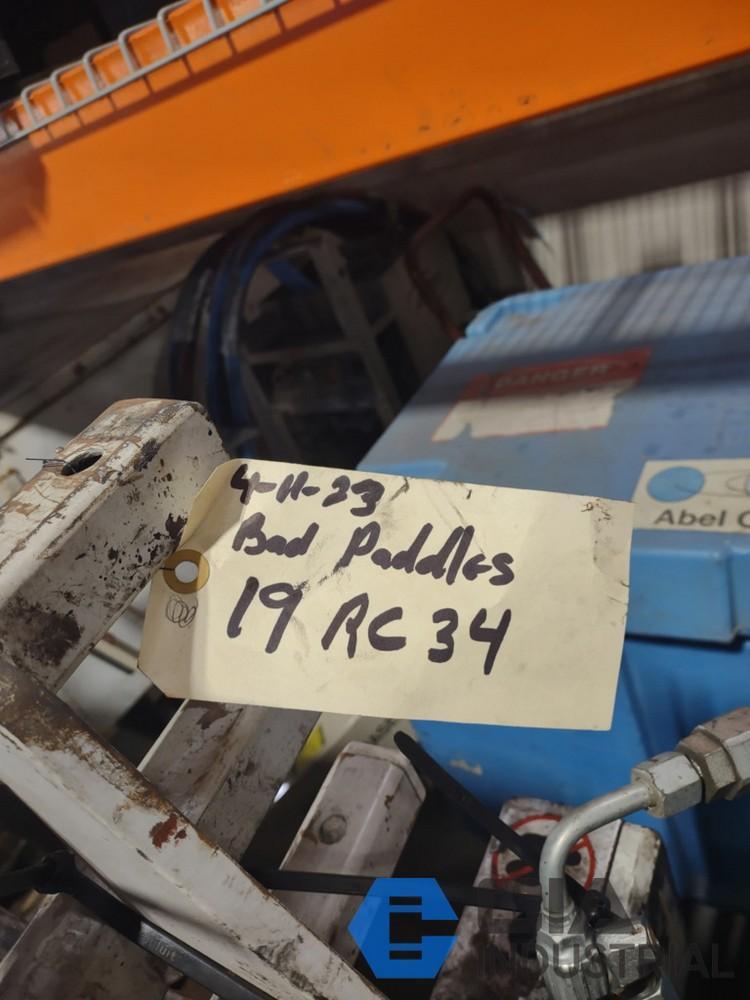 DANGER
4-11-23
Bad Paddles
19 RC 34
Abel
INDUSTRIAL